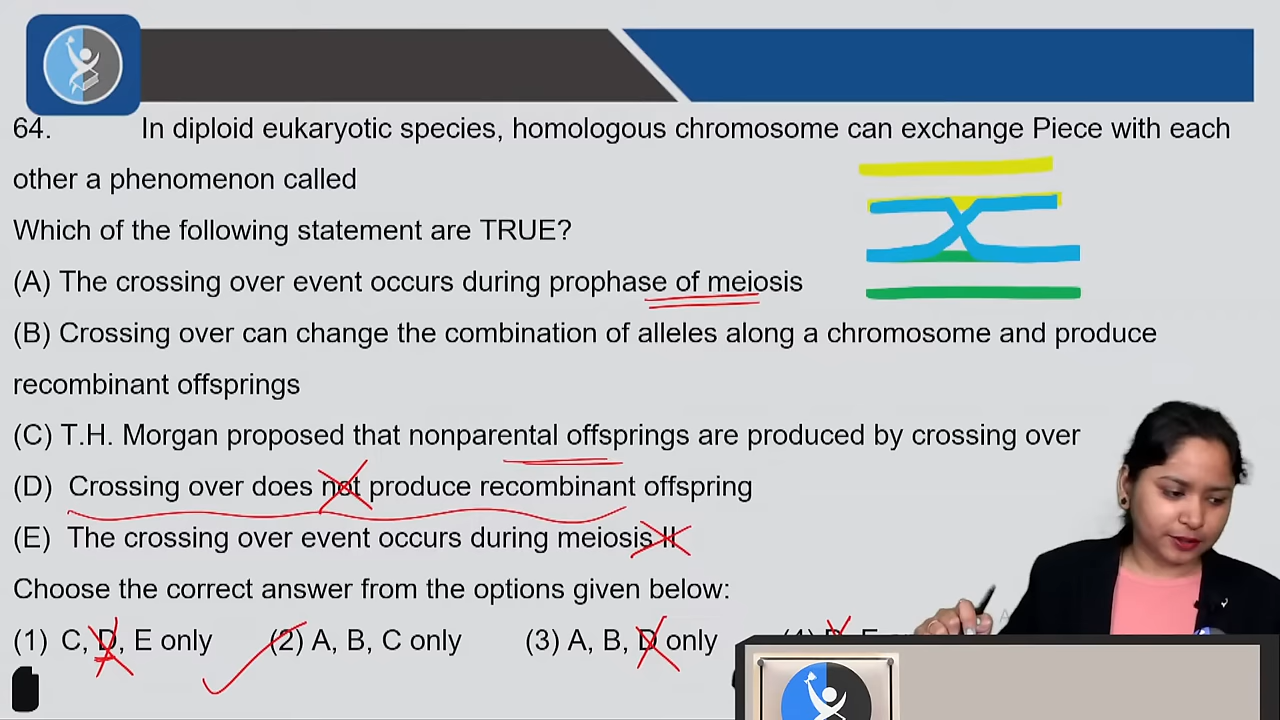 64. In diploid eukaryotic species, homologous chromosome can exchange Piece with each
other a phenomenon called
Which of the following statement are TRUE?
(A) The crossing over event occurs during prophase of meiosis
(B) Crossing over can change the combination of alleles along a chromosome and produce
recombinant offsprings
(C) T.H. Morgan proposed that nonparental offsprings are produced by crossing over
(D) Crossing over does not produce recombinant offspring
(E) The crossing over event occurs during meiosis II
Choose the correct answer from the options given below:
(1) C, D, E only (2) A, B, C only (3) A, B, D only